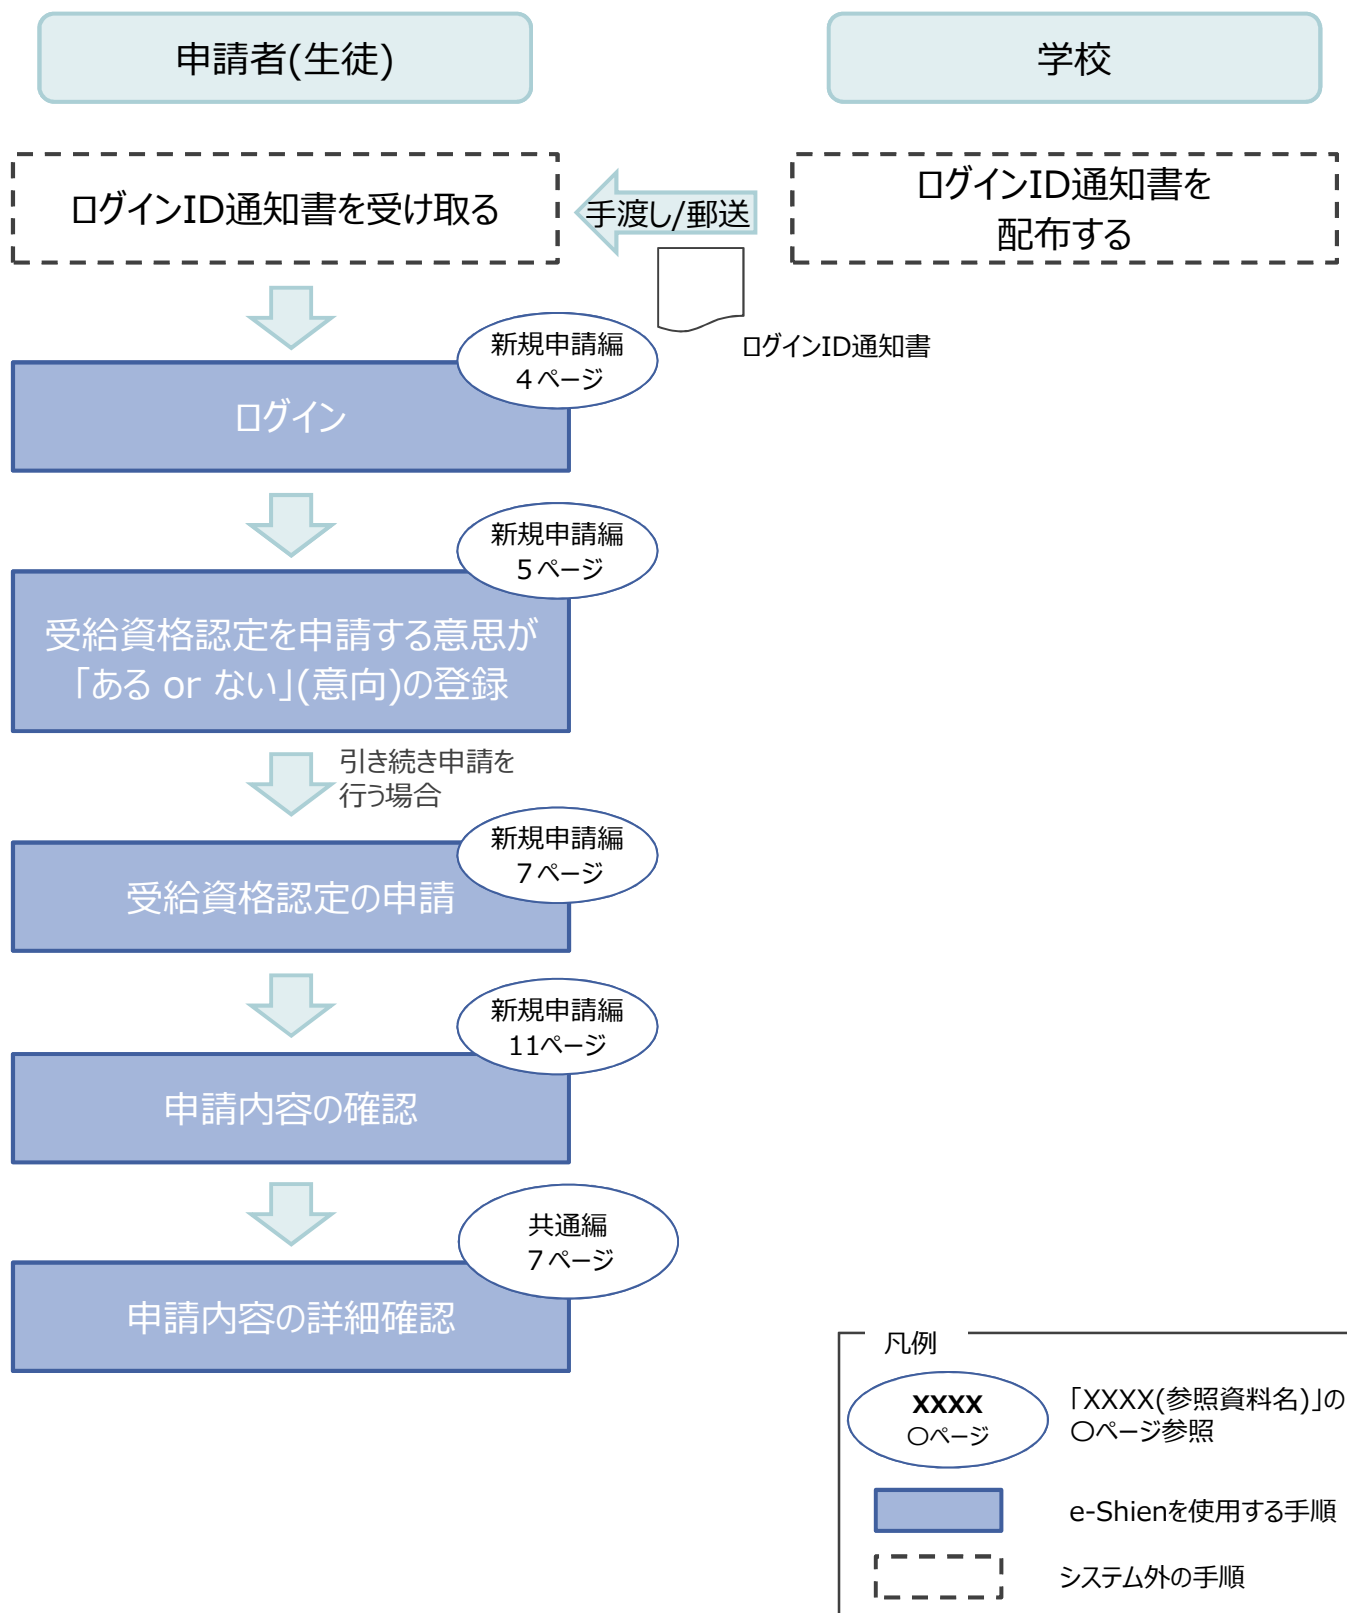 申請者(生徒)
学校
ログインID通知書を受け取る
手渡し/郵送
ログインID通知書を
配布する
ログインID通知書
新規申請編
4ページ
ログイン
新規申請編
5ページ
受給資格認定を申請する意思が
「ある or ない」(意向)の登録
引き続き申請を
行う場合
新規申請編
7ページ
受給資格認定の申請
新規申請編
11ページ
申請内容の確認
共通編
7ページ
申請内容の詳細確認
凡例
XXXX
〇ページ
「XXXX(参照資料名)」の
〇ページ参照
e-Shienを使用する手順
システム外の手順